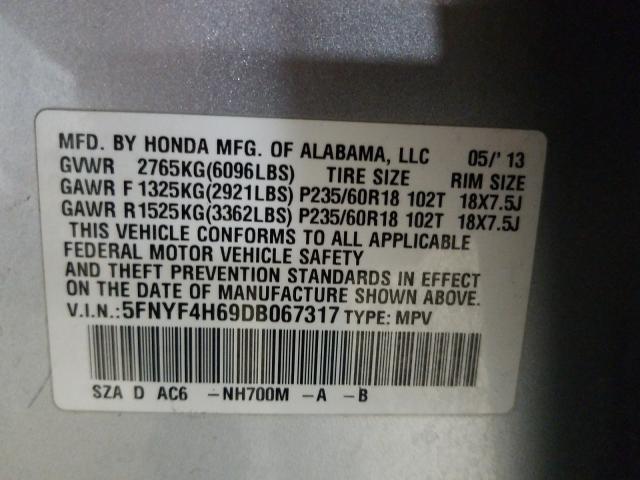 MFD. BY HONDA MFG. OF ALABAMA, LLC 05/'13
GVWR 2765KG(6096LBS) TIRE SIZE RIM SIZE
GAWR F 1325KG(2921LBS) P235/60R18 102T 18X7.5J
GAWR R 1525KG(3362LBS) P235/60R18 102T 18X7.5J
THIS VEHICLE CONFORMS TO ALL APPLICABLE
FEDERAL MOTOR VEHICLE SAFETY
AND THEFT PREVENTION STANDARDS IN EFFECT
ON THE DATE OF MANUFACTURE SHOWN ABOVE.
V.I.N.:5FNYF4H69DB067317 TYPE: MPV
SZA D AC6 -NH700M -A -B